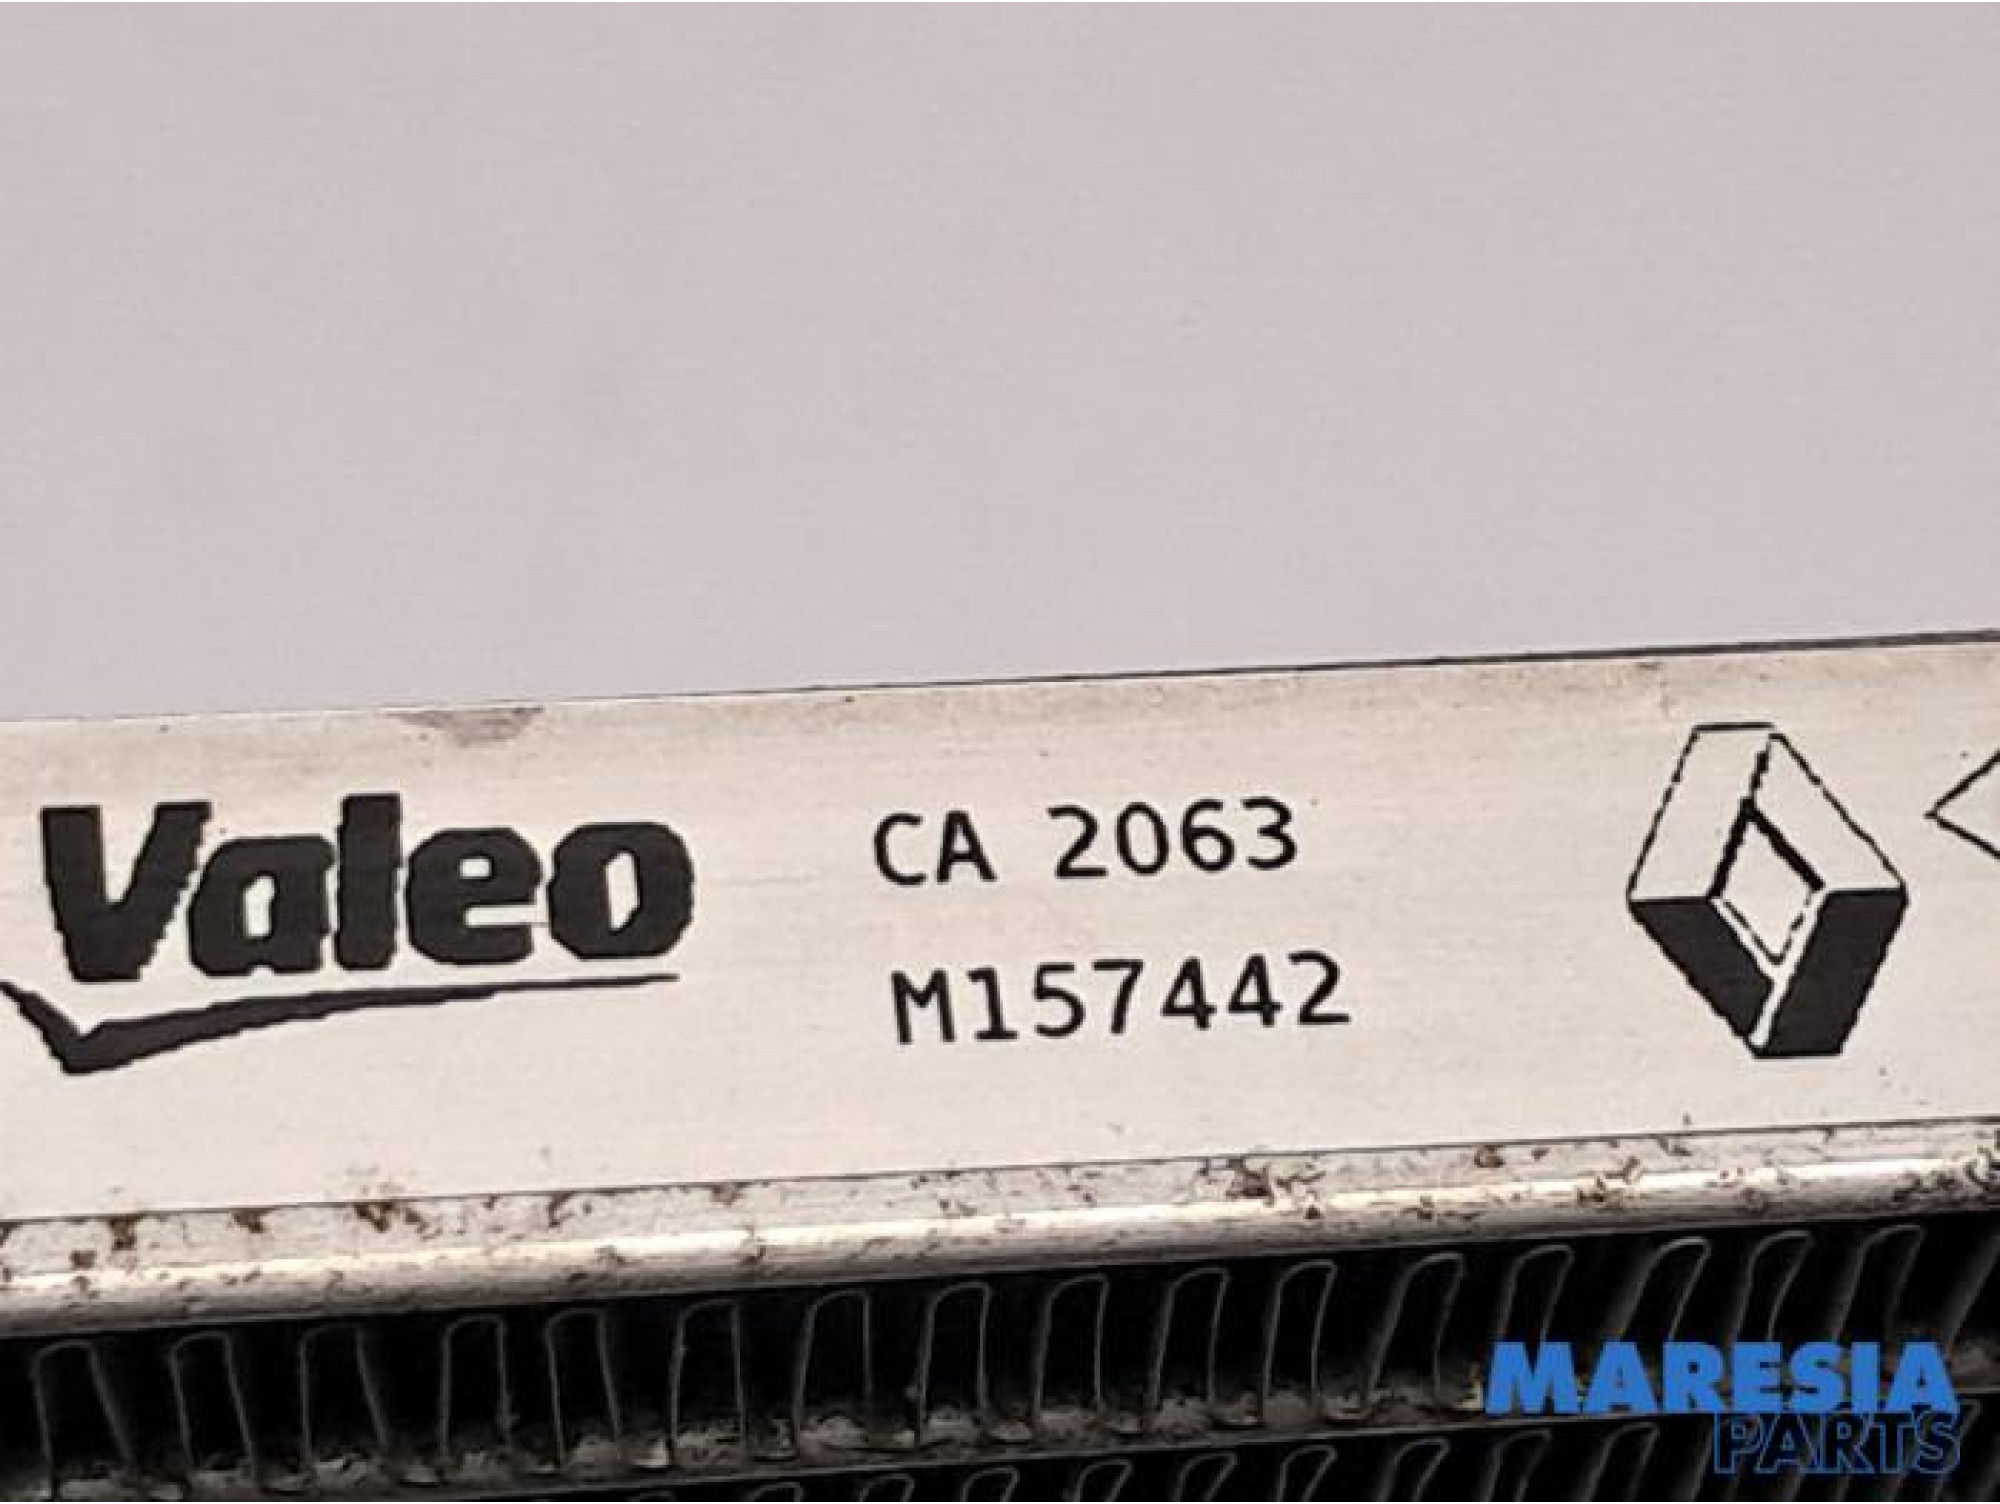 Valeo
CA 2063
M157442
MARESIA
PARTS